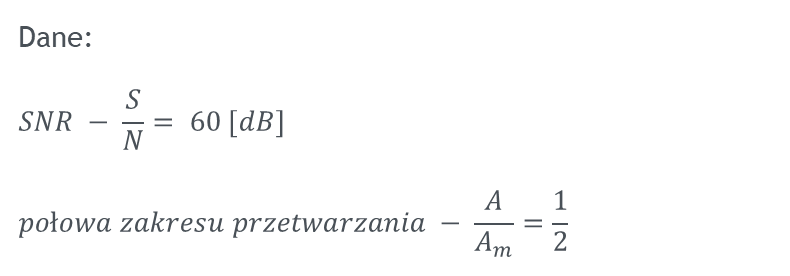 Dane:
SNR − S/N = 60 [dB]
połowa zakresu przetwarzania − A/Aₘ = 1/2